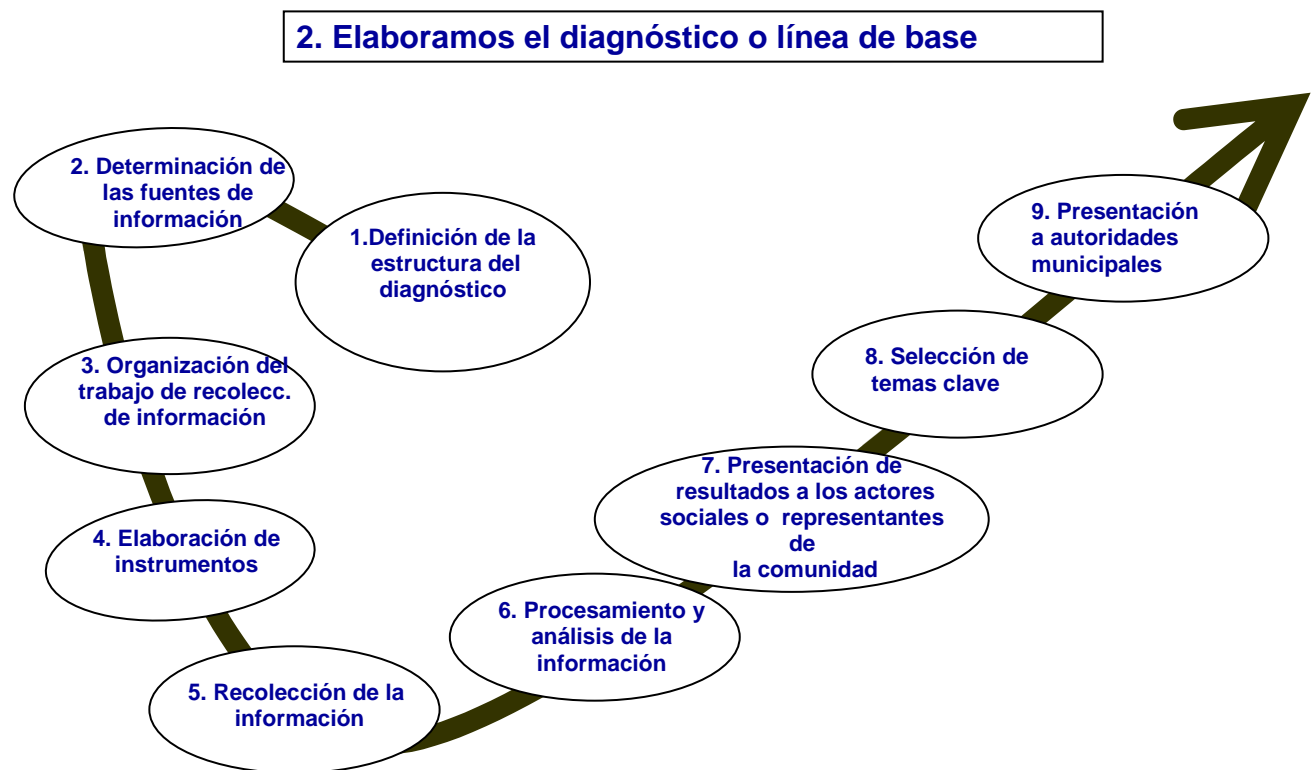 2. Elaboramos el diagnóstico o línea de base
1.Definición de la
estructura del
diagnóstico
2. Determinación de
las fuentes de
información
3. Organización del
trabajo de recolecc.
de información
4. Elaboración de
instrumentos
5. Recolección de la
información
6. Procesamiento y
análisis de la
información
7. Presentación de
resultados a los actores
sociales o representantes
de
la comunidad
8. Selección de
temas clave
9. Presentación
a autoridades
municipales